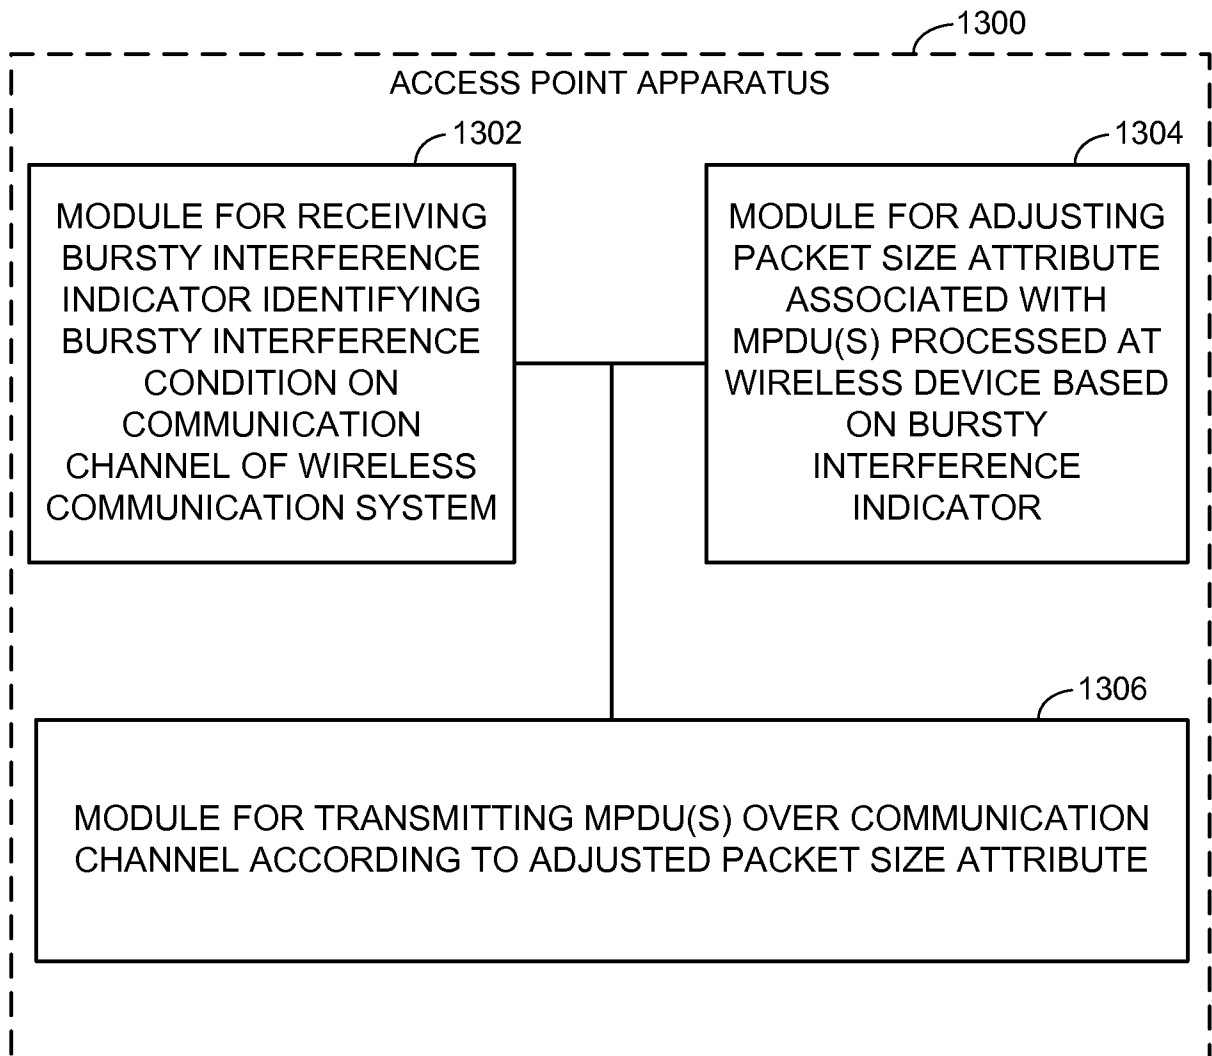 1300
ACCESS POINT APPARATUS
1302
MODULE FOR RECEIVING
BURSTY INTERFERENCE
INDICATOR IDENTIFYING
BURSTY INTERFERENCE
CONDITION ON
COMMUNICATION
CHANNEL OF WIRELESS
COMMUNICATION SYSTEM
1304
MODULE FOR ADJUSTING
PACKET SIZE ATTRIBUTE
ASSOCIATED WITH
MPDU(S) PROCESSED AT
WIRELESS DEVICE BASED
ON BURSTY
INTERFERENCE
INDICATOR
1306
MODULE FOR TRANSMITTING MPDU(S) OVER COMMUNICATION
CHANNEL ACCORDING TO ADJUSTED PACKET SIZE ATTRIBUTE